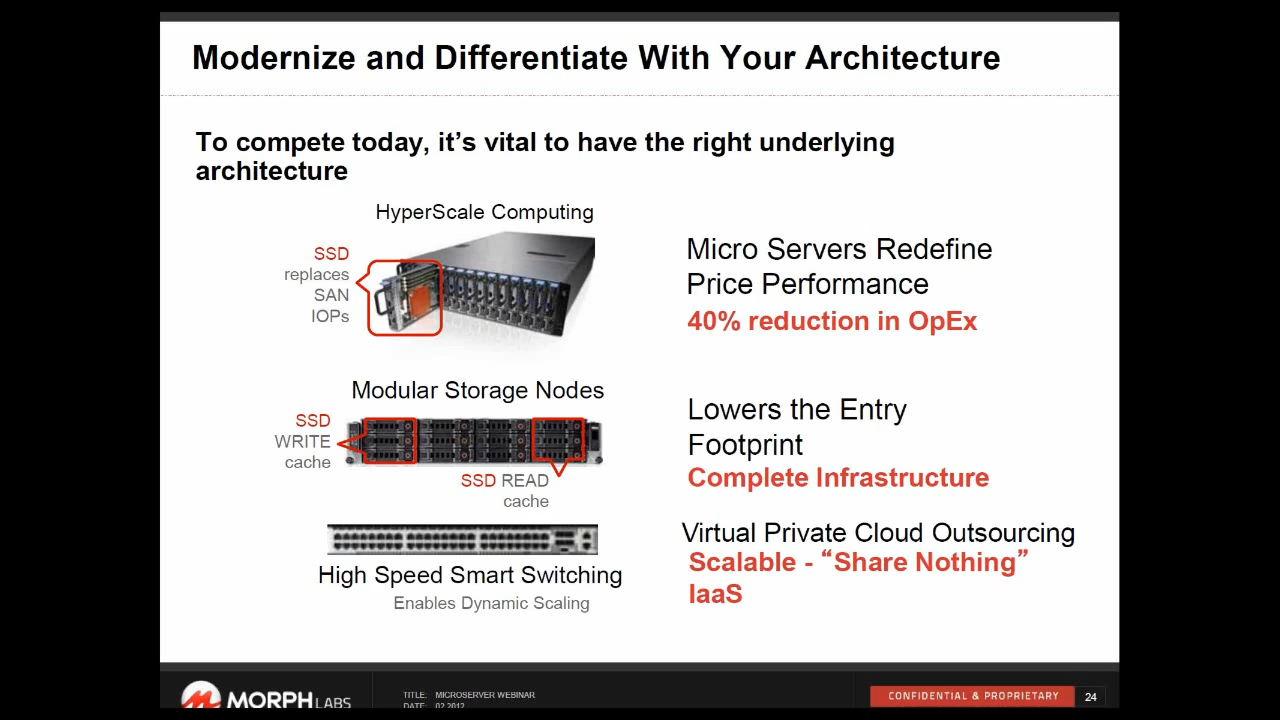 Modernize and Differentiate With Your Architecture
To compete today, it's vital to have the right underlying
architecture
HyperScale Computing
SSD
replaces
SAN
IOPs
Micro Servers Redefine
Price Performance
40% reduction in OpEx
Modular Storage Nodes
SSD
WRITE
cache
SSD READ
cache
Lowers the Entry
Footprint
Complete Infrastructure
High Speed Smart Switching
Enables Dynamic Scaling
Virtual Private Cloud Outsourcing
Scalable - “Share Nothing”
IaaS
MORPH LABS
TITLE: MICROSERVER WEBINAR
DATE: 02.2012
CONFIDENTIAL & PROPRIETARY
24